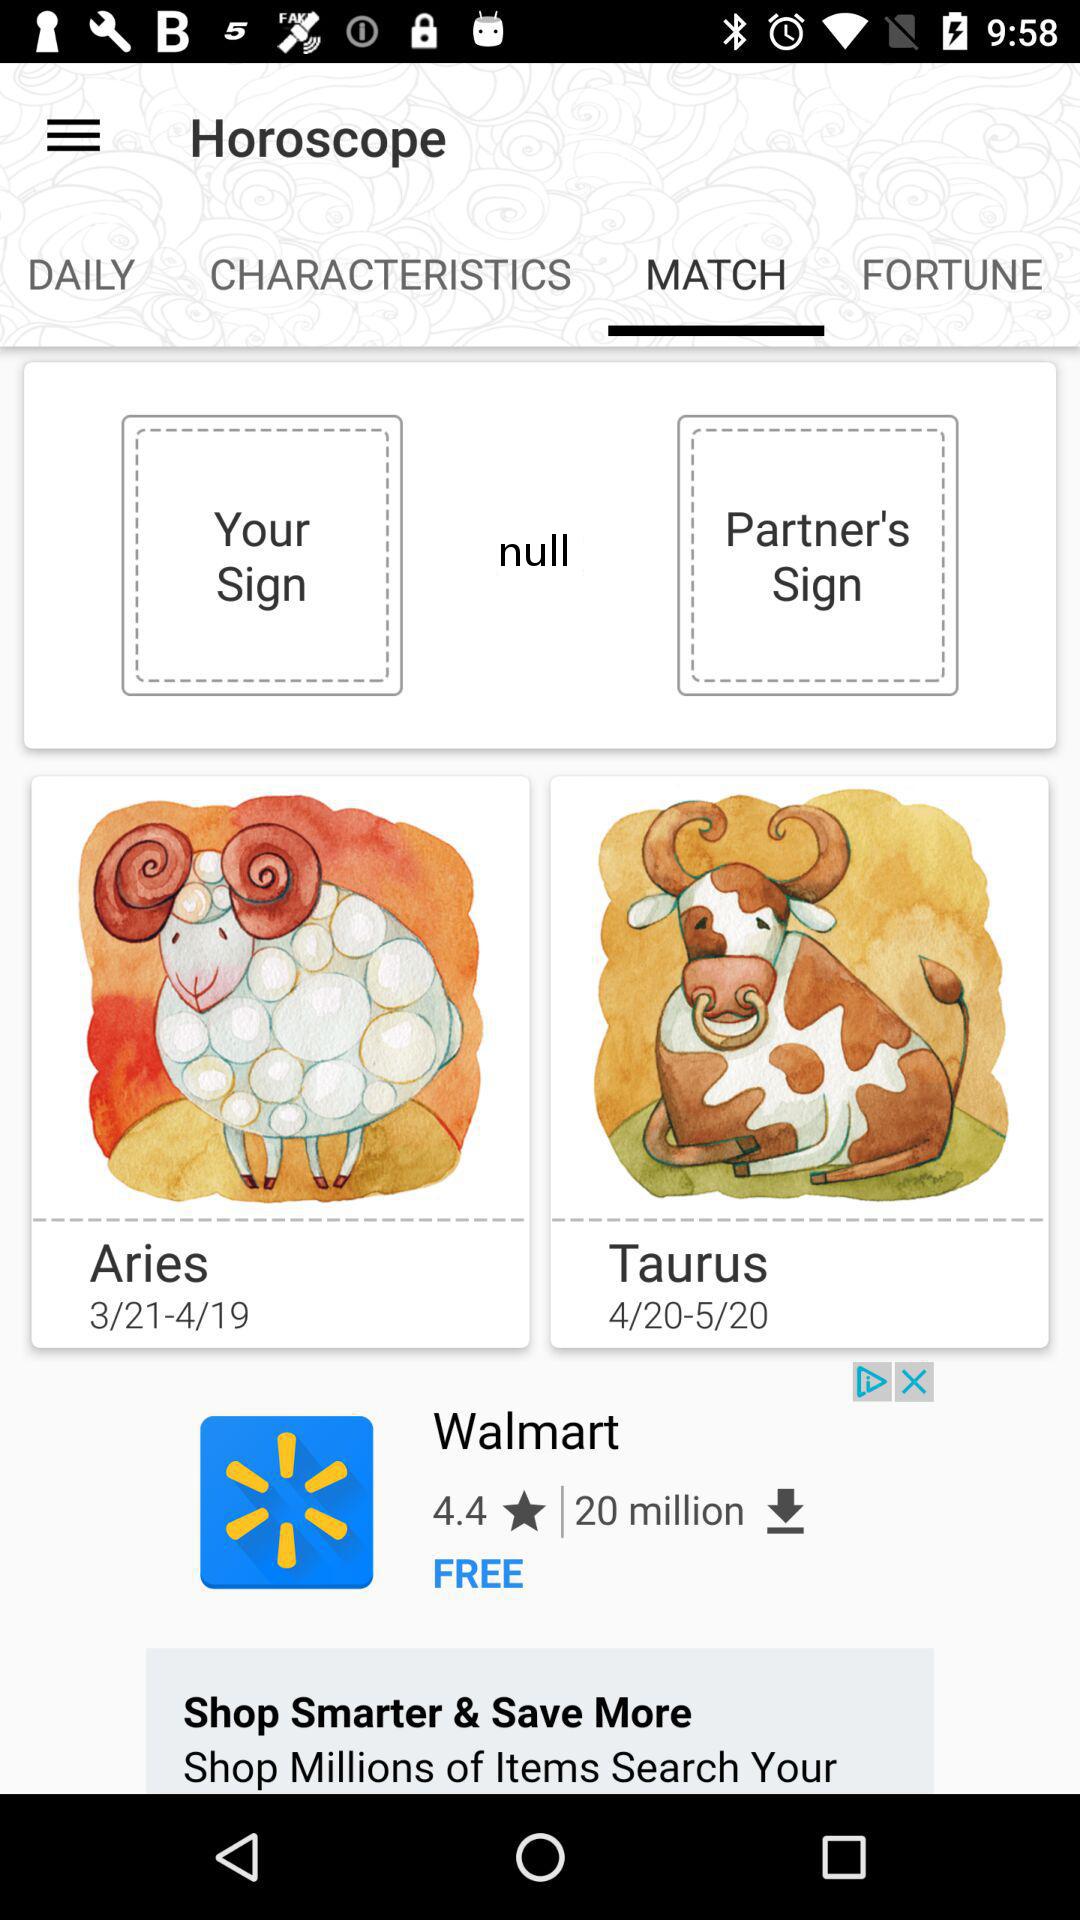 B 5 FAKE 9:58
Horoscope
DAILY CHARACTERISTICS MATCH FORTUNE
Your
Sign
null
Partner's
Sign
Aries
3/21-4/19
Taurus
4/20-5/20
Walmart
4.4 20 million
FREE
Shop Smarter & Save More
Shop Millions of Items Search Your